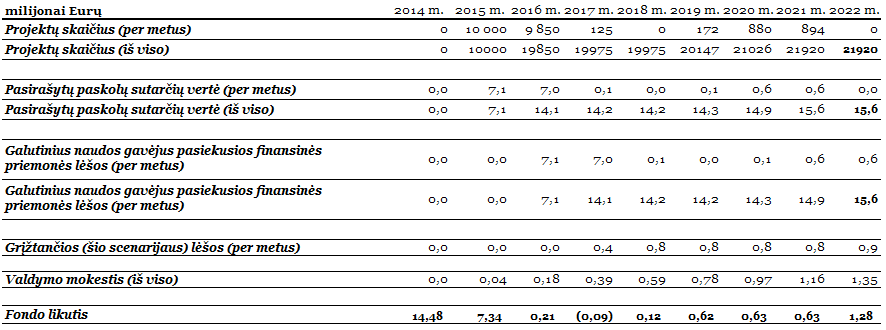 milijonai Eurų 2014 m. 2015 m. 2016 m. 2017 m. 2018 m. 2019 m. 2020 m. 2021 m. 2022 m.
Projektų skaičius (per metus) 0 10 000 9 850 125 0 172 880 894 0
Projektų skaičius (iš viso) 0 10000 19850 19975 19975 20147 21026 21920 21920
Pasirašytų paskolų sutarčių vertė (per metus) 0,0 7,1 7,0 0,1 0,0 0,1 0,6 0,6 0,0
Pasirašytų paskolų sutarčių vertė (iš viso) 0,0 7,1 14,1 14,2 14,2 14,3 14,9 15,6 15,6
Galutinius naudos gavėjus pasiekusios finansinės
priemonės lėšos (per metus) 0,0 0,0 7,1 7,0 0,1 0,0 0,1 0,6 0,6
Galutinius naudos gavėjus pasiekusios finansinės
priemonės lėšos (per metus) 0,0 0,0 7,1 14,1 14,2 14,2 14,3 14,9 15,6
Grįžtančios (šio scenarijaus) lėšos (per metus) 0,0 0,0 0,0 0,4 0,8 0,8 0,8 0,8 0,9
Valdymo mokestis (iš viso) 0,0 0,04 0,18 0,39 0,59 0,78 0,97 1,16 1,35
Fondo likutis 14,48 7,34 0,21 (0,09) 0,12 0,62 0,63 0,63 1,28